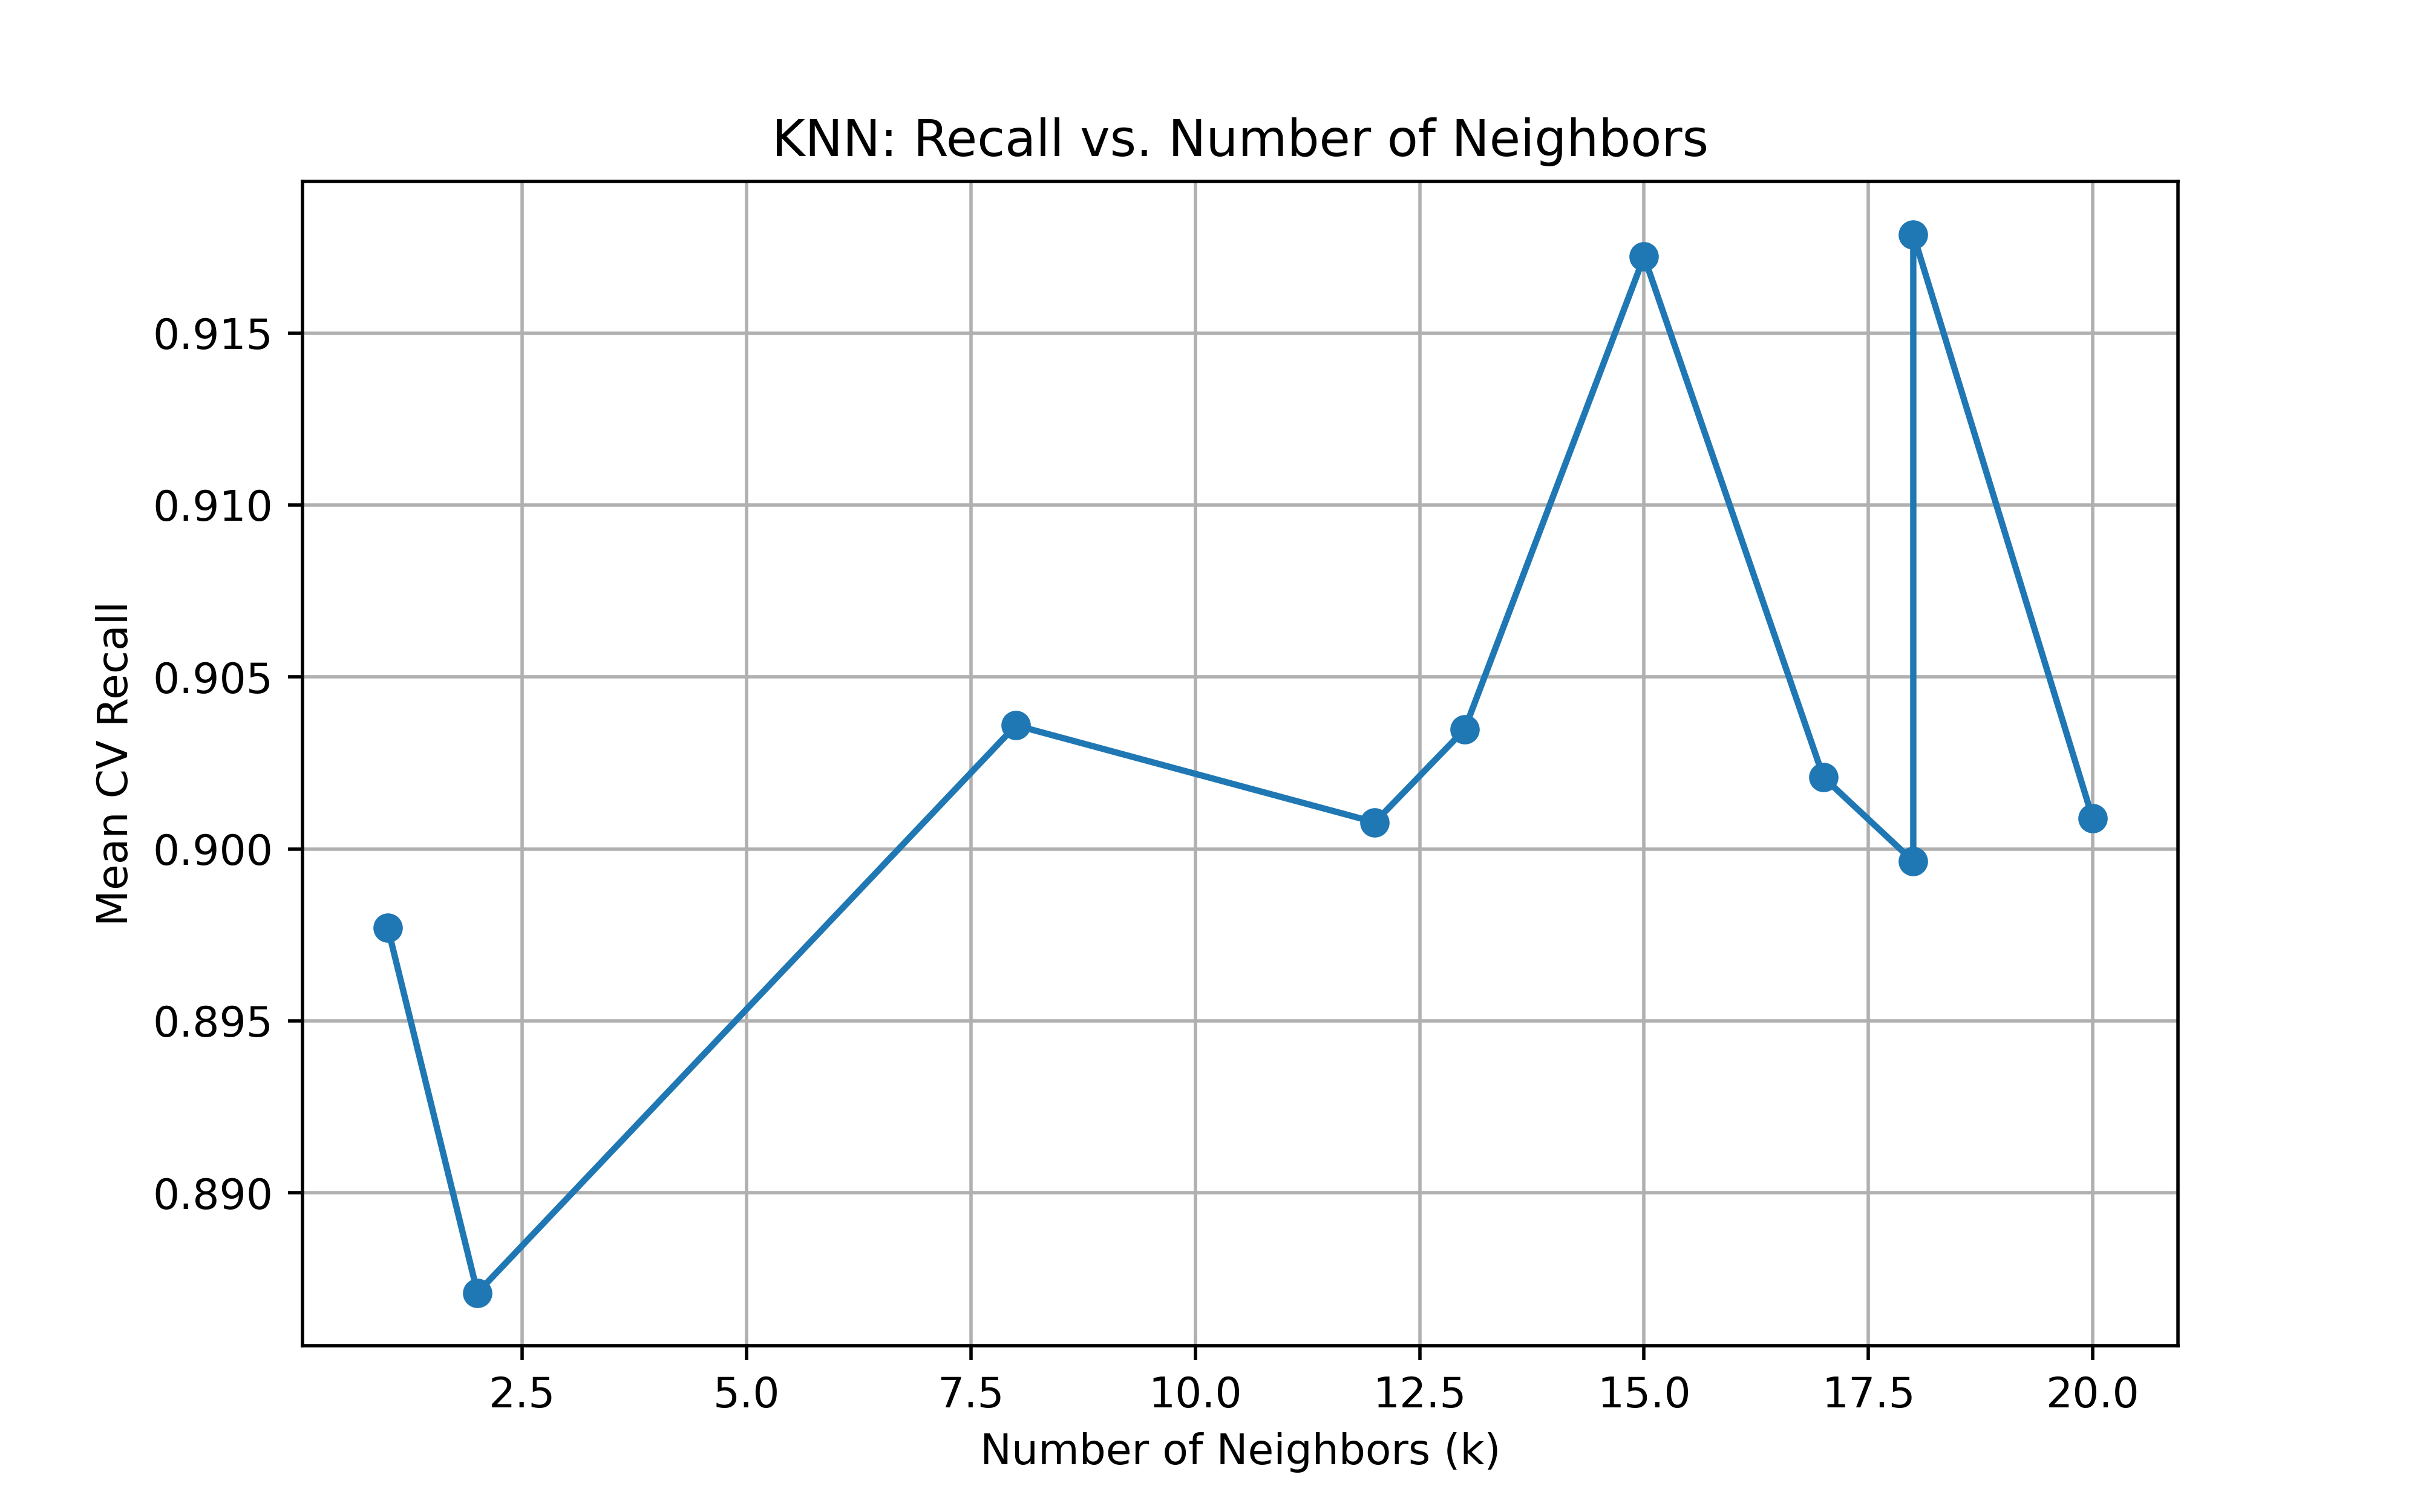 KNN: Recall vs. Number of Neighbors
Mean CV Recall
0.915
0.910
0.905
0.900
0.895
0.890
2.5 5.0 7.5 10.0 12.5 15.0 17.5 20.0
Number of Neighbors (k)